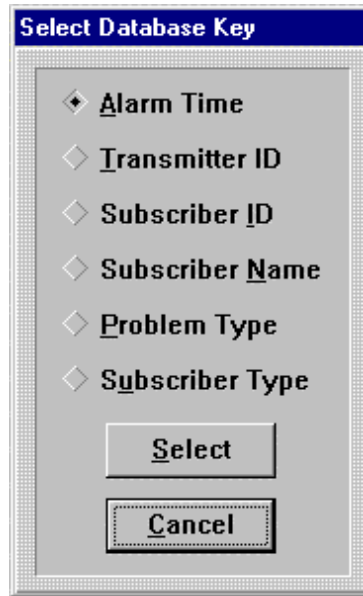 Select Database Key
Alarm Time
Transmitter ID
Subscriber ID
Subscriber Name
Problem Type
Subscriber Type
Select
Cancel